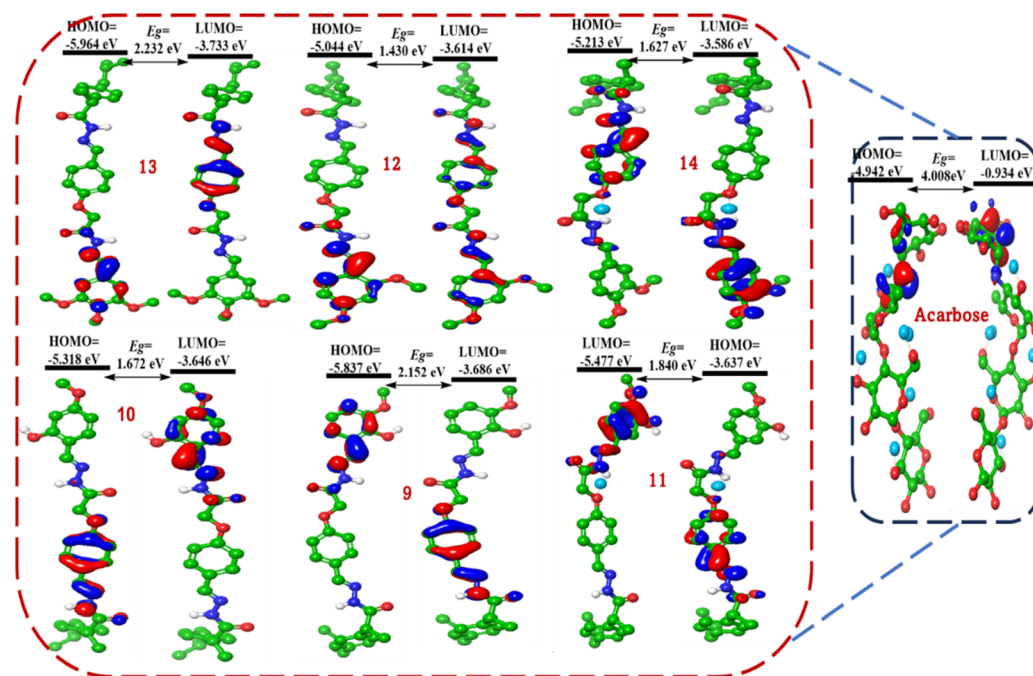 HOMO=
-5.964 eV
Eg=
2.232 eV
LUMO=
-3.733 eV
13
HOMO=
-5.044 eV
Eg=
1.430 eV
LUMO=
-3.614 eV
12
HOMO=
-5.213 eV
Eg=
1.627 eV
LUMO=
-3.586 eV
14
HOMO=
-4.942 eV
Eg=
4.008eV
LUMO=
-0.934 eV
Acarbose
HOMO=
-5.318 eV
Eg=
1.672 eV
LUMO=
-3.646 eV
10
HOMO=
-5.837 eV
Eg=
2.152 eV
LUMO=
-3.686 eV
9
LUMO=
-5.477 eV
Eg=
1.840 eV
HOMO=
-3.637 eV
11